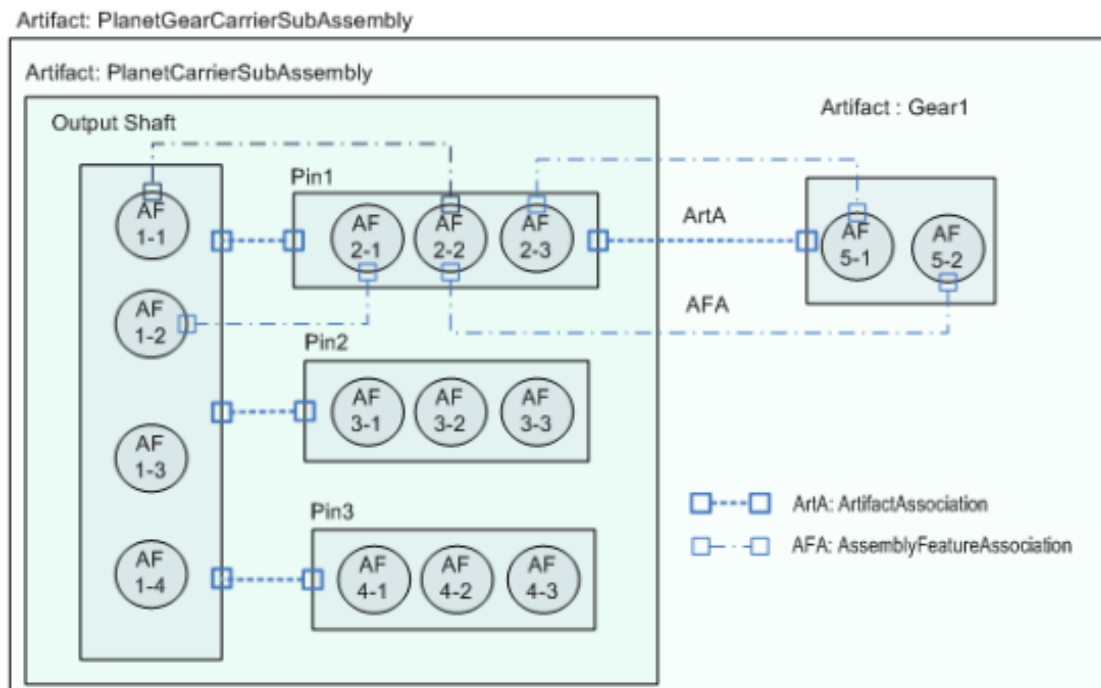 Artifact: PlanetGearCarrierSubAssembly
Artifact: PlanetCarrierSubAssembly
Output Shaft
Artifact : Gear1
Pin1
AF
1-1
AF
2-1
AF
2-2
AF
2-3
ArtA
AF
5-1
AF
5-2
AF
1-2
AFA
Pin2
AF
3-1
AF
3-2
AF
3-3
AF
1-3
Pin3
AF
1-4
AF
4-1
AF
4-2
AF
4-3
ArtA: ArtifactAssociation
AFA: AssemblyFeatureAssociation